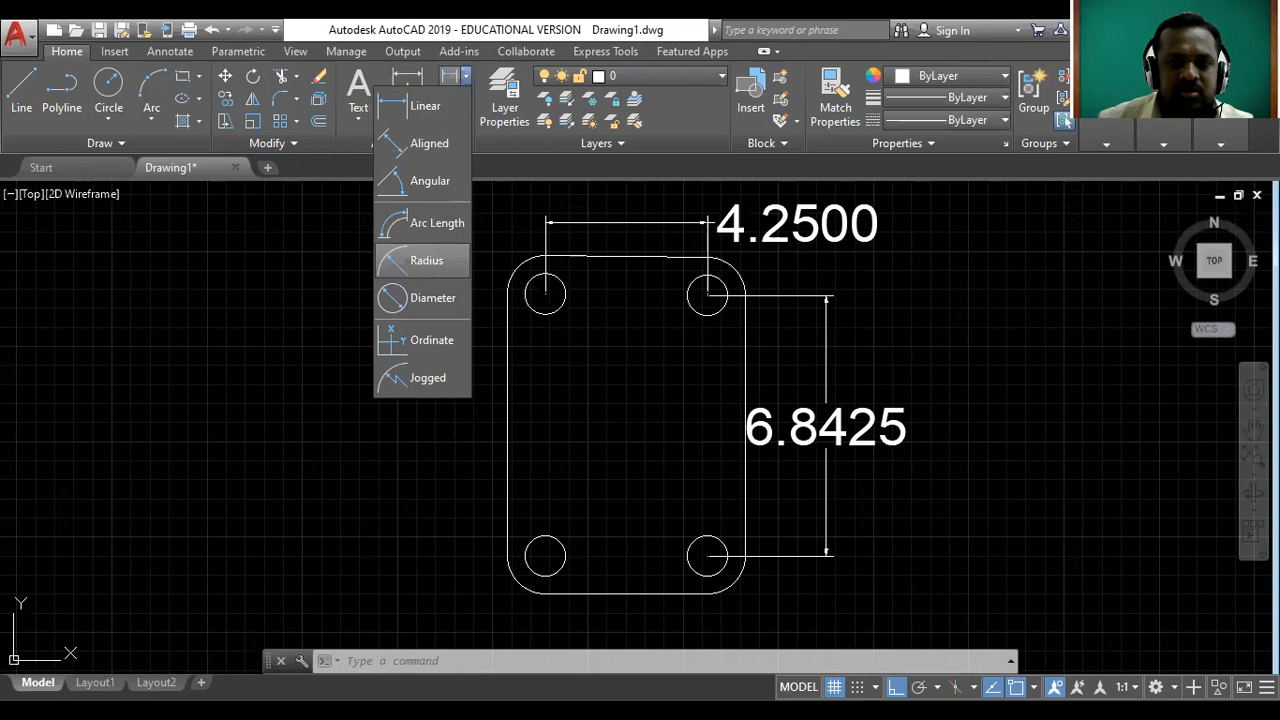 A
Autodesk AutoCAD 2019 - EDUCATIONAL VERSION Drawing1.dwg
Type a keyword or phrase
Sign In
Home Insert Annotate Parametric View Manage Output Add-ins Collaborate Express Tools Featured Apps
Line Polyline Circle Arc
Text
Layer
Properties
0
Insert
Match
Properties
ByLayer
ByLayer
ByLayer
Group
Draw Modify Layers Block Properties Groups
Linear
Aligned
Angular
Arc Length
Radius
Diameter
Ordinate
Jogged
Start Drawing1*
[−][Top][2D Wireframe]
4.2500
6.8425
N
W TOP E
S
WCS
Y
X
Type a command
Model Layout1 Layout2
MODEL 1:1